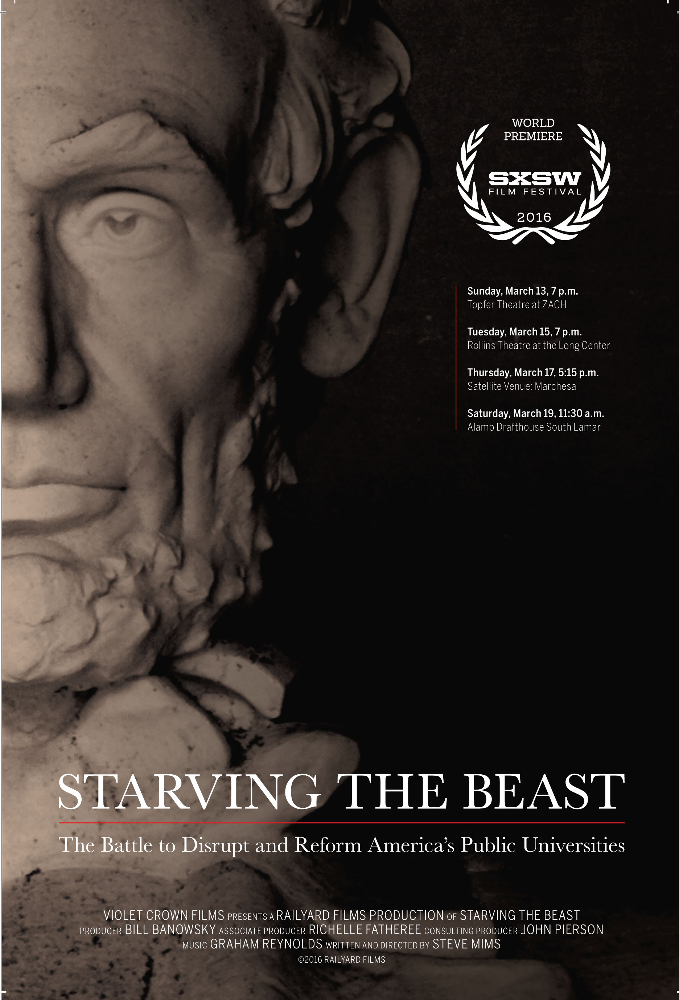 WORLD
PREMIERE
SXSW
FILM FESTIVAL
2016
Sunday, March 13, 7 p.m.
Topfer Theatre at ZACH
Tuesday, March 15, 7 p.m.
Rollins Theatre at the Long Center
Thursday, March 17, 5:15 p.m.
Satellite Venue: Marchesa
Saturday, March 19, 11:30 a.m.
Alamo Drafthouse South Lamar
STARVING THE BEAST
The Battle to Disrupt and Reform America’s Public Universities
VIOLET CROWN FILMS PRESENTS A RAILYARD FILMS PRODUCTION OF STARVING THE BEAST
PRODUCER BILL BANOWSKY ASSOCIATE PRODUCER RICHELLE FATHEREE CONSULTING PRODUCER JOHN PIERSON
MUSIC GRAHAM REYNOLDS WRITTEN AND DIRECTED BY STEVE MIMS
©2016 RAILYARD FILMS